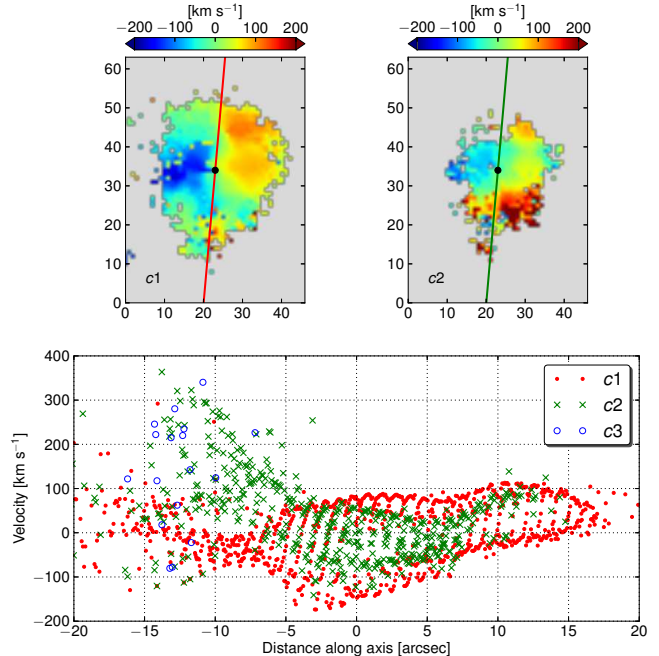 [km s−1] [km s−1]
−200 −100 0 100 200 −200 −100 0 100 200
60 60
50 50
40 40
30 30
20 20
10 10
c1 c2
0 0
0 10 20 30 40 0 10 20 30 40
400
c1
300
c2
c3
200
100
0
−100
−200
Velocity [km s−1]
−20 −15 −10 −5 0 5 10 15 20
Distance along axis [arcsec]